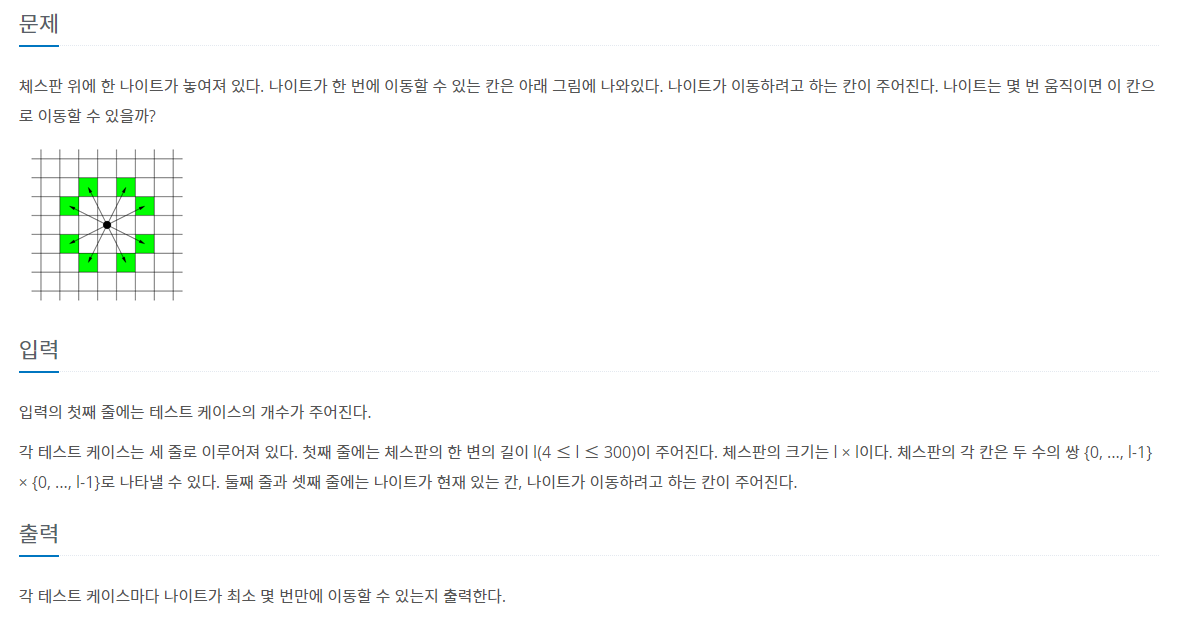 문제
체스판 위에 한 나이트가 놓여져 있다. 나이트가 한 번에 이동할 수 있는 칸은 아래 그림에 나와있다. 나이트가 이동하려고 하는 칸이 주어진다. 나이트는 몇 번 움직이면 이 칸으
로 이동할 수 있을까?
입력
입력의 첫째 줄에는 테스트 케이스의 개수가 주어진다.
각 테스트 케이스는 세 줄로 이루어져 있다. 첫째 줄에는 체스판의 한 변의 길이 l(4 ≤ l ≤ 300)이 주어진다. 체스판의 크기는 l × l이다. 체스판의 각 칸은 두 수의 쌍 {0, ..., l-1}
× {0, ..., l-1}로 나타낼 수 있다. 둘째 줄과 셋째 줄에는 나이트가 현재 있는 칸, 나이트가 이동하려고 하는 칸이 주어진다.
출력
각 테스트 케이스마다 나이트가 최소 몇 번만에 이동할 수 있는지 출력한다.